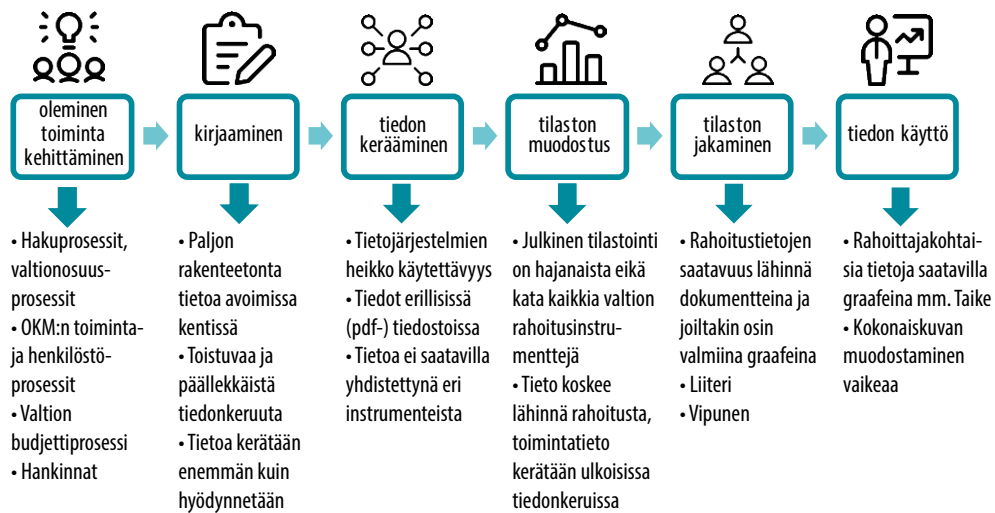 oleminen
toiminta
kehittäminen
kirjaaminen
tiedon
kerääminen
tilaston
muodostus
tilaston
jakaminen
tiedon käyttö
• Hakuprosessit,
valtionosuus-
prosessit
• OKM:n toiminta-
ja henkilöstö-
prosessit
• Valtion
budjettiprosessi
• Hankinnat
• Paljon
rakenteetonta
tietoa avoimissa
kentissä
• Toistuvaa ja
päällekkäistä
tiedonkeruuta
• Tietoa kerätään
enemmän kuin
hyödynnetään
• Tietojärjestelmien
heikko käytettävyys
• Tiedot erillisissä
(pdf-) tiedostoissa
• Tietoa ei saatavilla
yhdistettynä eri
instrumenteista
• Julkinen tilastointi
on hajanaista eikä
kata kaikkia valtion
rahoitusinstru-
menttejä
• Tieto koskee
lähinnä rahoitusta,
toimintatieto
kerätään ulkoisissa
tiedonkeruissa
• Rahoitustietojen
saatavuus lähinnä
dokumentteina ja
joiltakin osin
valmiina graafeina
• Liiteri
• Vipunen
• Rahoittajakohtai-
sia tietoja saatavilla
graafeina mm. Taike
• Kokonaiskuvan
muodostaminen
vaikeaa